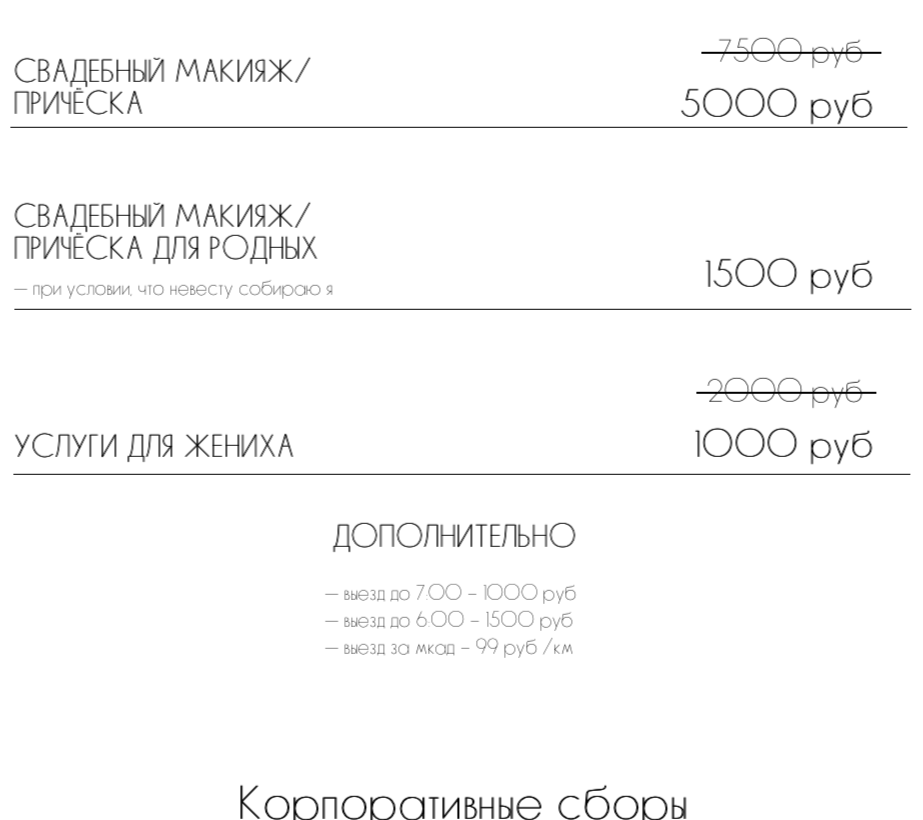 7500 руб
СВАДЕБНЫЙ МАКИЯЖ/
ПРИЧЁСКА
5000 руб
СВАДЕБНЫЙ МАКИЯЖ/
ПРИЧЁСКА ДЛЯ РОДНЫХ
1500 руб
— при условии, что невесту собираю я
2000 руб
УСЛУГИ ДЛЯ ЖЕНИХА
1000 руб
ДОПОЛНИТЕЛЬНО
— выезд до 7.00 – 1000 руб
— выезд до 6.00 – 1500 руб
— выезд за мкад – 99 руб /км
Корпоративные сборы